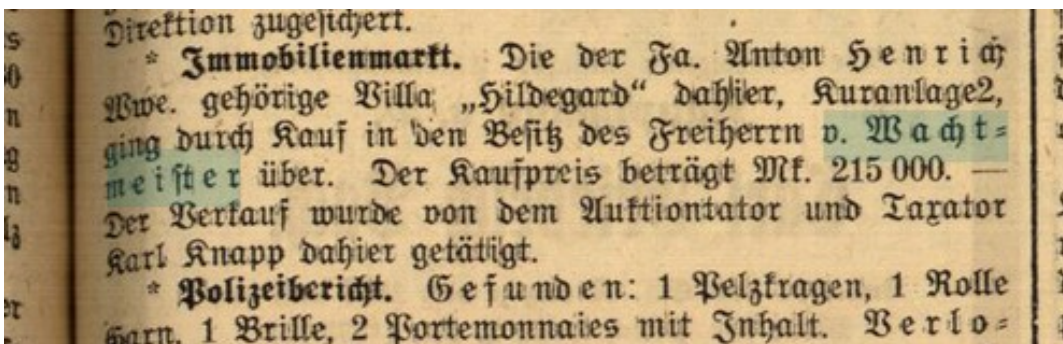 Direktion zugesichert.
* Immobilienmarkt. Die der Fa. Anton Henrich
Wwe. gehörige Villa „Hildegard“ dahier, Kuranlage2,
ging durch Kauf in den Besitz des Freiherrn v. Wacht-
meister über. Der Kaufpreis beträgt Mk. 215 000. —
Der Verkauf wurde von dem Auktiontator und Taxator
Karl Knapp dahier getätigt.
* Polizeibericht. Gefunden: 1 Pelzkragen, 1 Rolle
Garn, 1 Brille, 2 Portemonnaies mit Inhalt. Verlo-